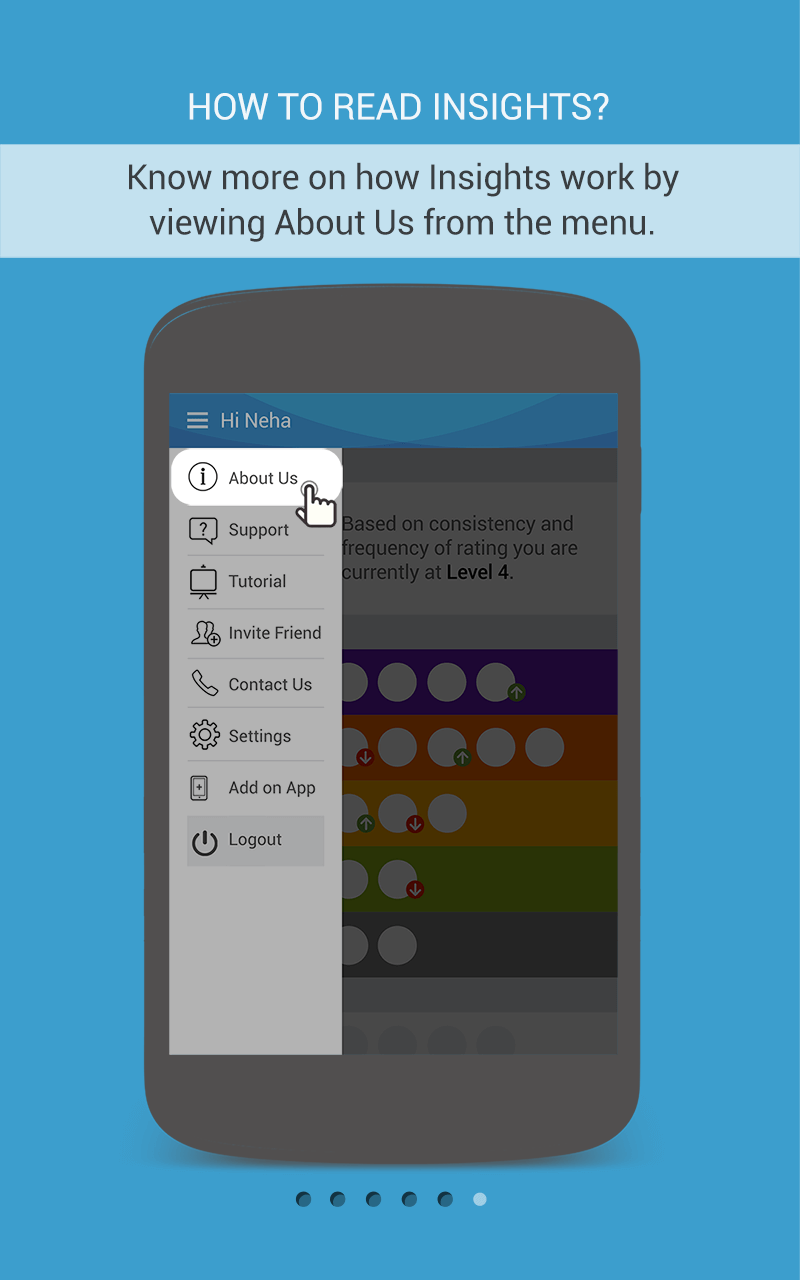 HOW TO READ INSIGHTS?
Know more on how Insights work by
viewing About Us from the menu.
Hi Neha
About Us
Support
Tutorial
Invite Friend
Contact Us
Settings
Add on App
Logout
Based on consistency and
frequency of rating you are
currently at Level 4.